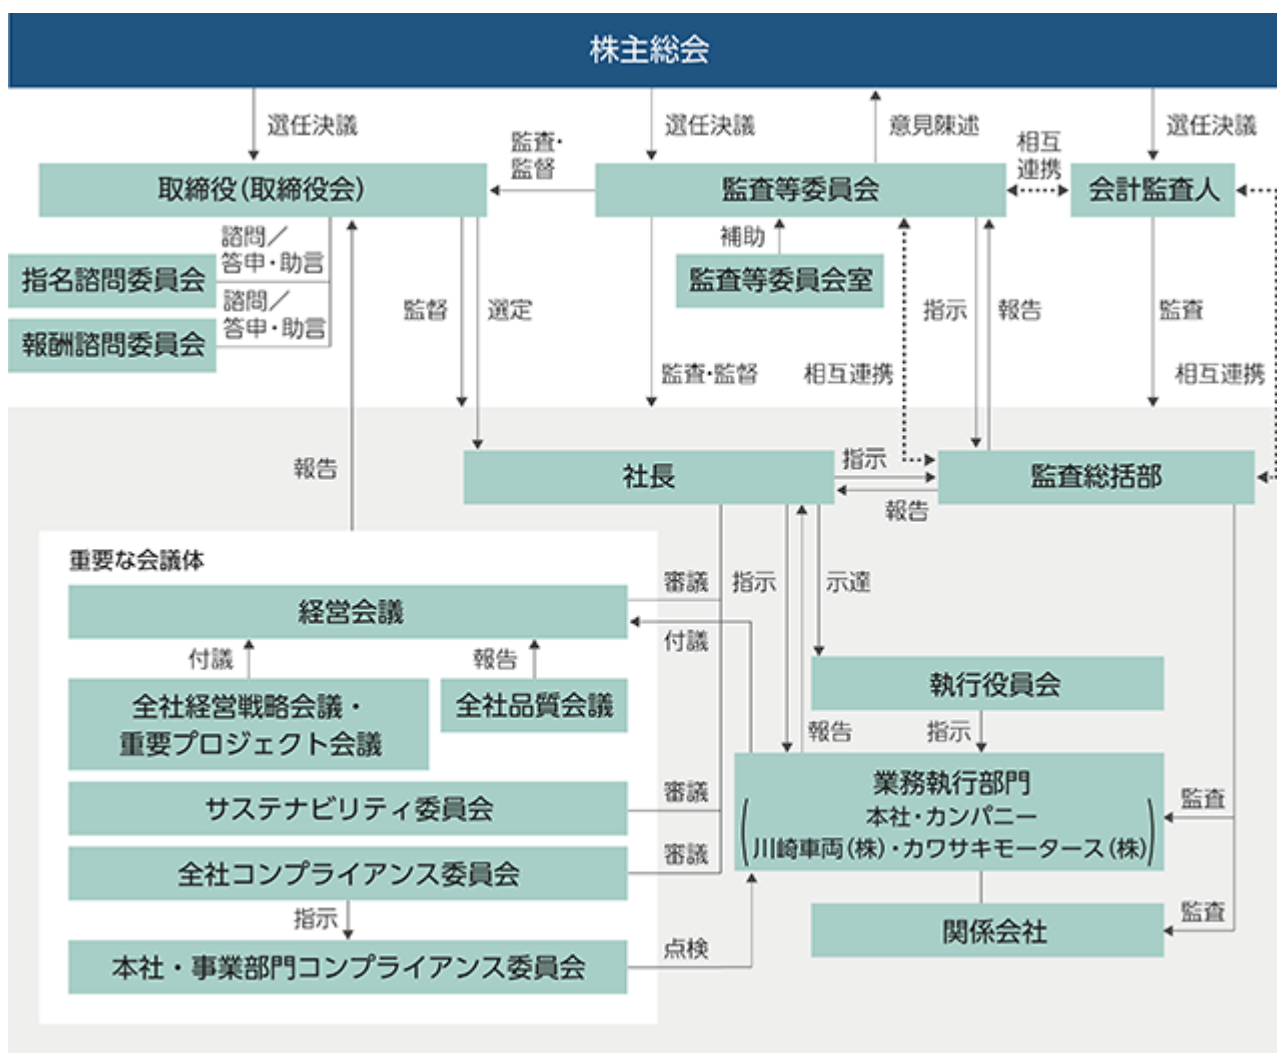 株主総会
選任決議
選任決議
意見陳述
選任決議
監査・
監督
相互
連携
取締役(取締役会)
監査等委員会
会計監査人
諮問／
答申・助言
補助
指名諮問委員会
監査等委員会室
諮問／
答申・助言
報酬諮問委員会
監督
選定
指示
報告
監査
監査・監督
相互連携
相互連携
報告
社長
指示
報告
監査総括部
重要な会議体
経営会議
審議
指示
示達
付議
付議
報告
全社経営戦略会議・
重要プロジェクト会議
全社品質会議
執行役員会
報告
指示
サステナビリティ委員会
審議
業務執行部門
本社・カンパニー
川崎車両(株)・カワサキモータース(株)
監査
全社コンプライアンス委員会
審議
指示
関係会社
監査
本社・事業部門コンプライアンス委員会
点検